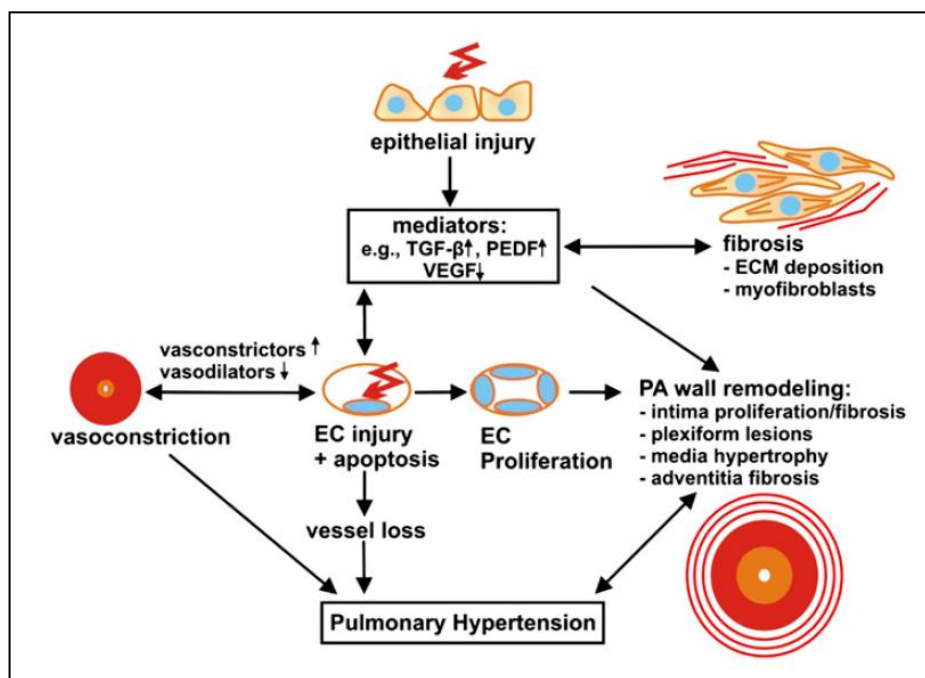 epithelial injury
mediators:
e.g., TGF-β↑, PEDF↑
VEGF↓
fibrosis
- ECM deposition
- myofibroblasts
vasconstrictors ↑
vasodilators ↓
vasoconstriction
EC injury
+ apoptosis
EC
Proliferation
PA wall remodeling:
- intima proliferation/fibrosis
- plexiform lesions
- media hypertrophy
- adventitia fibrosis
vessel loss
Pulmonary Hypertension